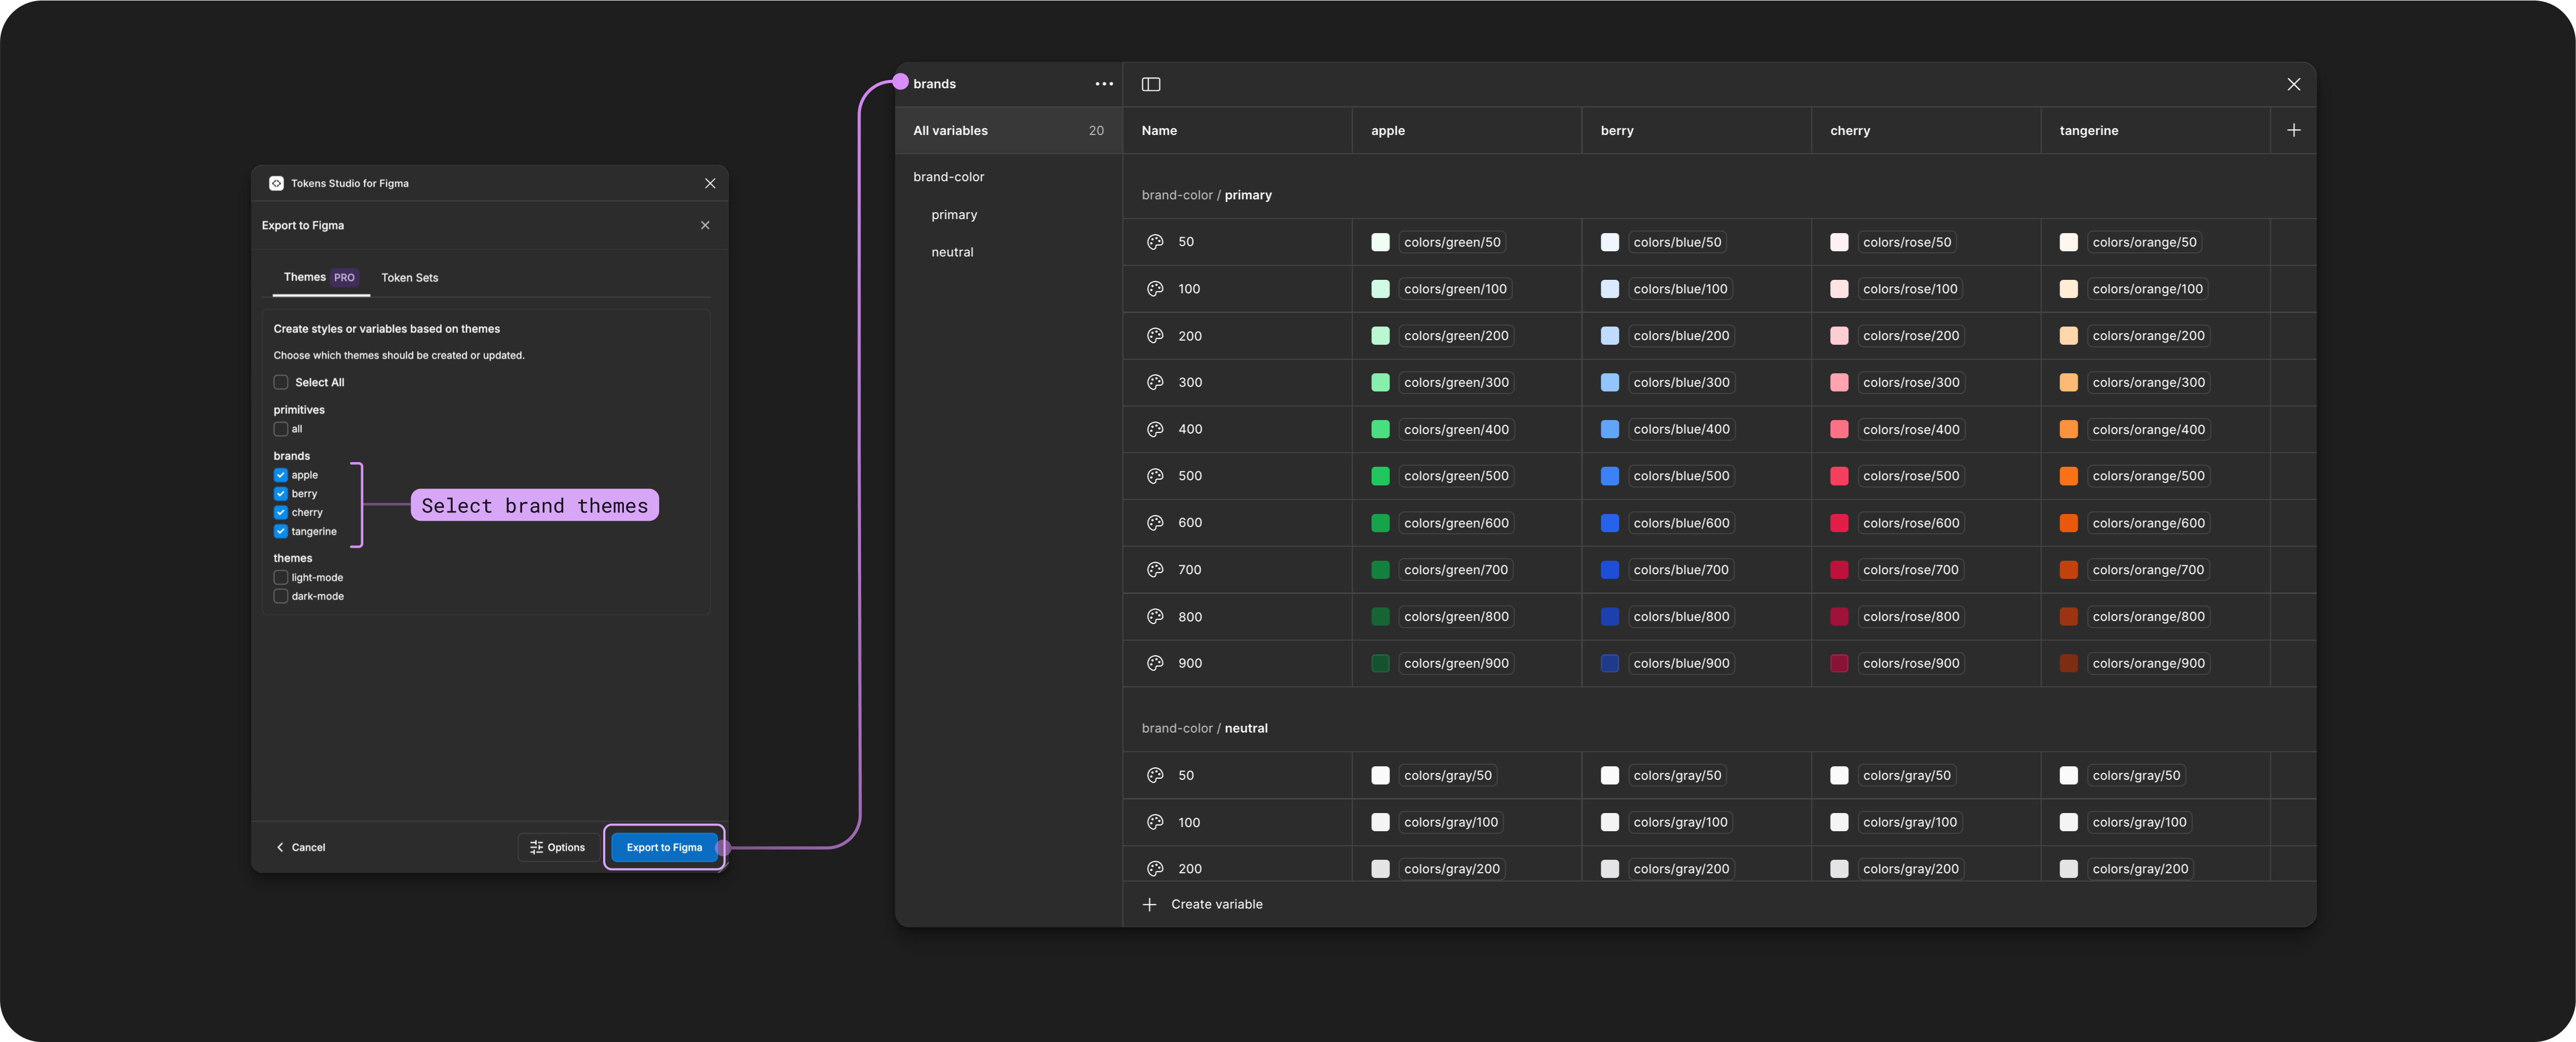 Tokens Studio for Figma
Export to Figma
Themes PRO Token Sets
Create styles or variables based on themes
Choose which themes should be created or updated.
Select All
primitives
all
brands
apple
berry
cherry
tangerine
Select brand themes
themes
light-mode
dark-mode
Cancel Options Export to Figma
brands
All variables 20
brand-color
primary
neutral
Name apple berry cherry tangerine
brand-color / primary
50 colors/green/50 colors/blue/50 colors/rose/50 colors/orange/50
100 colors/green/100 colors/blue/100 colors/rose/100 colors/orange/100
200 colors/green/200 colors/blue/200 colors/rose/200 colors/orange/200
300 colors/green/300 colors/blue/300 colors/rose/300 colors/orange/300
400 colors/green/400 colors/blue/400 colors/rose/400 colors/orange/400
500 colors/green/500 colors/blue/500 colors/rose/500 colors/orange/500
600 colors/green/600 colors/blue/600 colors/rose/600 colors/orange/600
700 colors/green/700 colors/blue/700 colors/rose/700 colors/orange/700
800 colors/green/800 colors/blue/800 colors/rose/800 colors/orange/800
900 colors/green/900 colors/blue/900 colors/rose/900 colors/orange/900
brand-color / neutral
50 colors/gray/50 colors/gray/50 colors/gray/50 colors/gray/50
100 colors/gray/100 colors/gray/100 colors/gray/100 colors/gray/100
200 colors/gray/200 colors/gray/200 colors/gray/200 colors/gray/200
Create variable